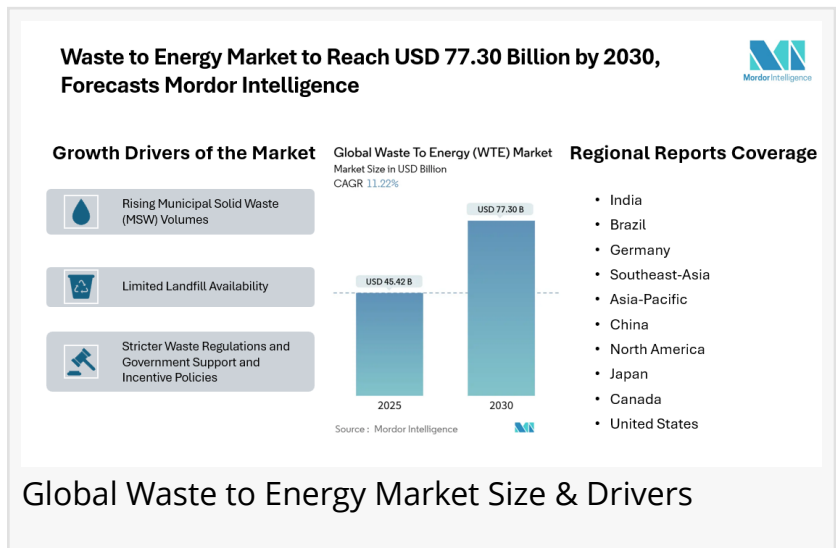 Waste to Energy Market to Reach USD 77.30 Billion by 2030,
Forecasts Mordor Intelligence
Mordor Intelligence
Growth Drivers of the Market
Rising Municipal Solid Waste
(MSW) Volumes
Limited Landfill Availability
Stricter Waste Regulations and
Government Support and
Incentive Policies
Global Waste To Energy (WTE) Market
Market Size in USD Billion
CAGR 11.22%
USD 77.30 B
USD 45.42 B
2025
2030
Source : Mordor Intelligence
Regional Reports Coverage
• India
• Brazil
• Germany
• Southeast-Asia
• Asia-Pacific
• China
• North America
• Japan
• Canada
• United States
Global Waste to Energy Market Size & Drivers